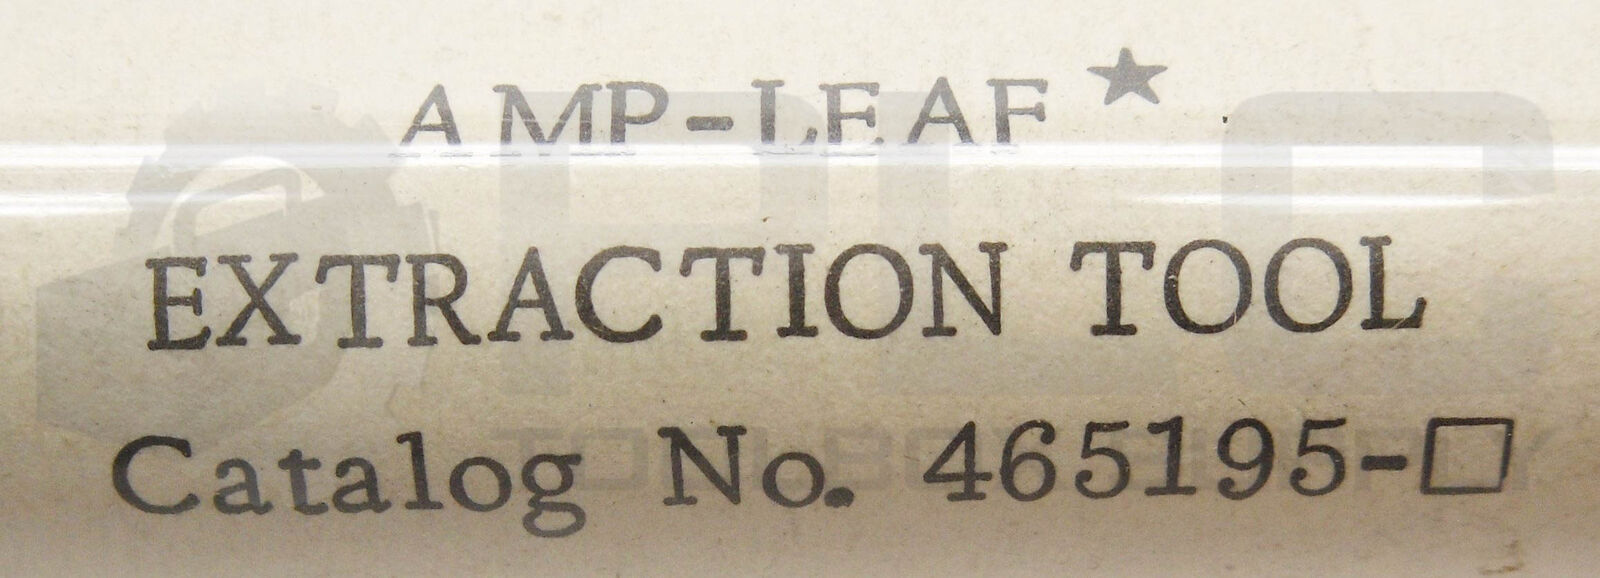 AMP-LEAF ★
EXTRACTION TOOL
Catalog No. 465195-□